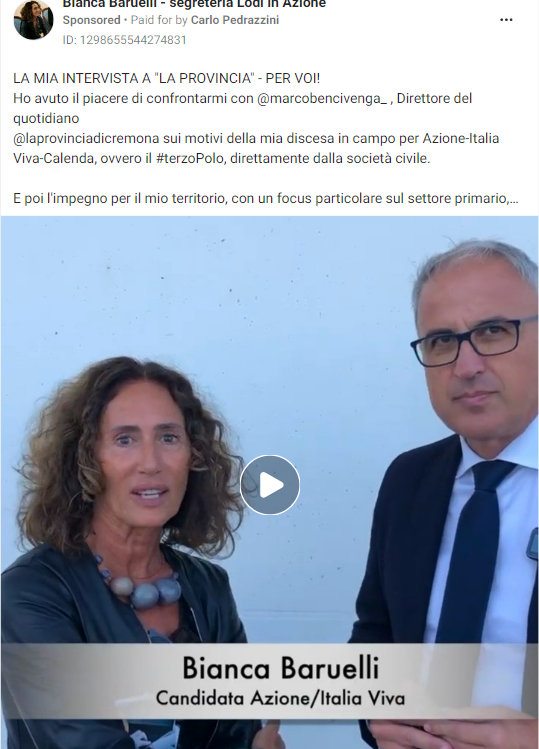 Bianca Baruelli - segreteria Lodi in Azione
Sponsored • Paid for by Carlo Pedrazzini
ID: 1298655544274831
LA MIA INTERVISTA A "LA PROVINCIA" - PER VOI!
Ho avuto il piacere di confrontarmi con @marcobencivenga_ , Direttore del
quotidiano
@laprovinciadicremona sui motivi della mia discesa in campo per Azione-Italia
Viva-Calenda, ovvero il #terzoPolo, direttamente dalla società civile.
E poi l'impegno per il mio territorio, con un focus particolare sul settore primario,...
Bianca Baruelli
Candidata Azione/Italia Viva